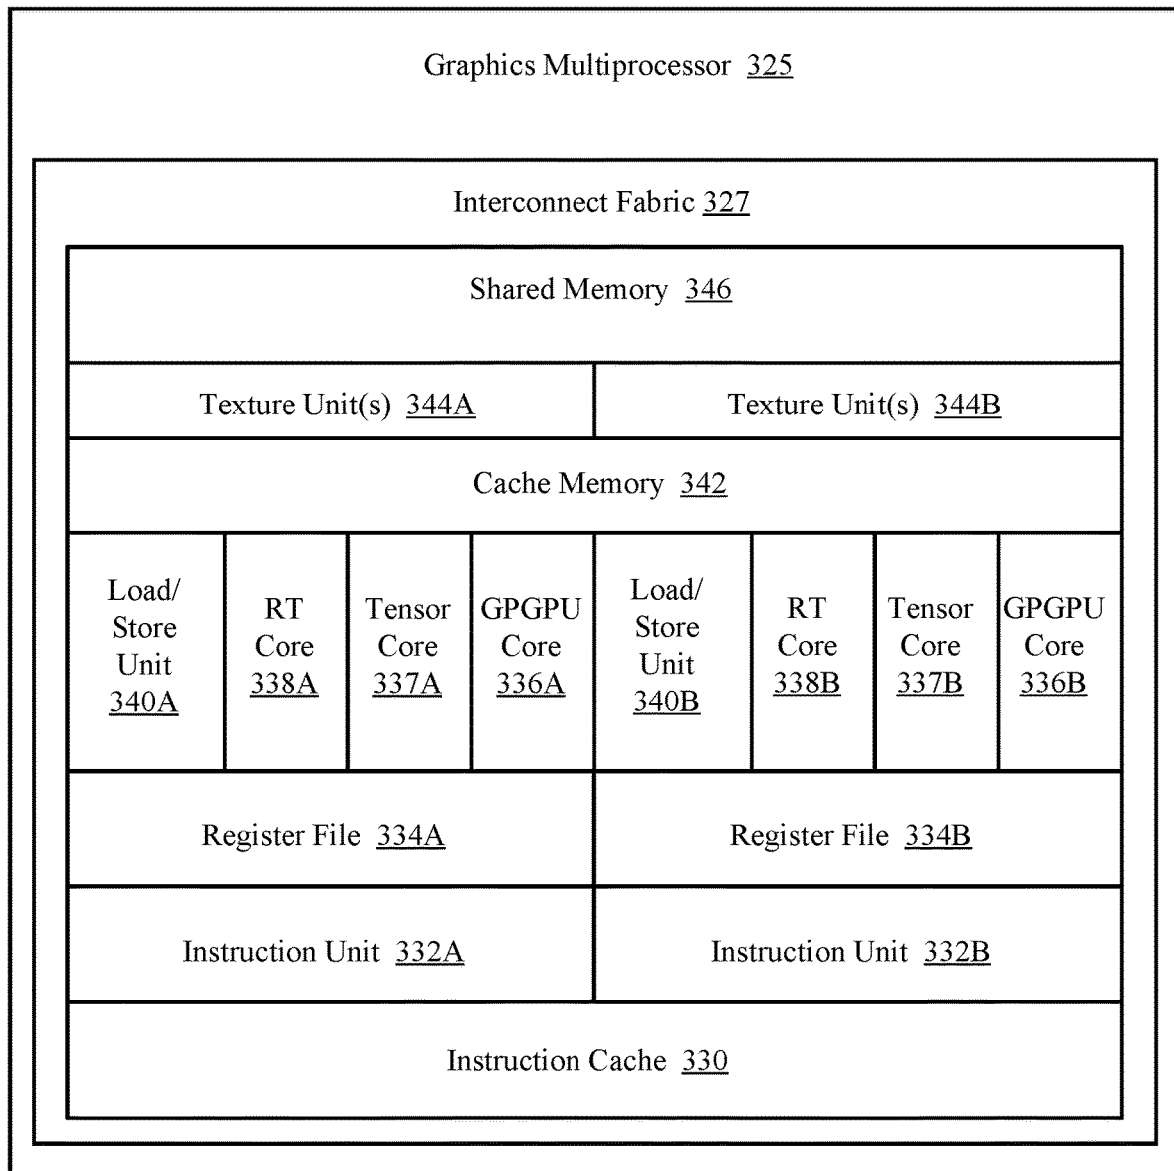 Graphics Multiprocessor 325
Interconnect Fabric 327
Shared Memory 346
Texture Unit(s) 344A
Texture Unit(s) 344B
Cache Memory 342
Load/
Store
Unit
340A
RT
Core
338A
Tensor
Core
337A
GPGPU
Core
336A
Load/
Store
Unit
340B
RT
Core
338B
Tensor
Core
337B
GPGPU
Core
336B
Register File 334A
Register File 334B
Instruction Unit 332A
Instruction Unit 332B
Instruction Cache 330